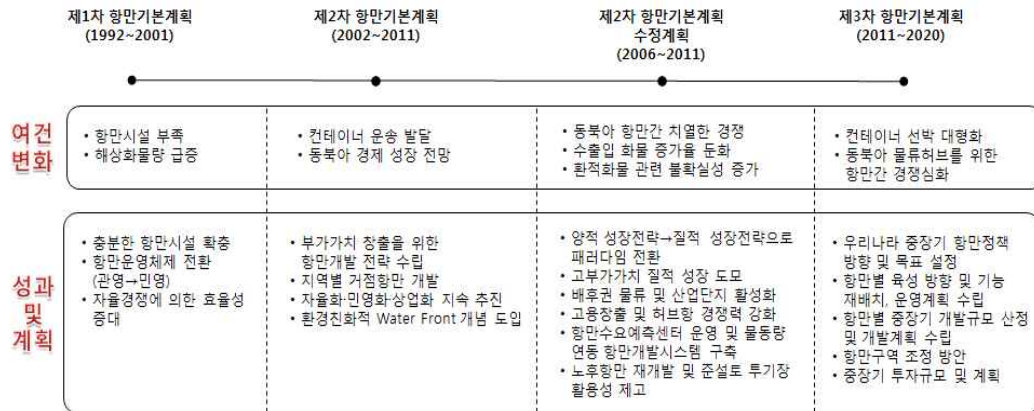 제1차 항만기본계획
(1992~2001)
제2차 항만기본계획
(2002~2011)
제2차 항만기본계획
수정계획
(2006~2011)
제3차 항만기본계획
(2011~2020)
여건
변화
• 항만시설 부족
• 해상화물량 급증
• 컨테이너 운송 발달
• 동북아 경제 성장 전망
• 동북아 항만간 치열한 경쟁
• 수출입 화물 증가율 둔화
• 환적화물 관련 불확실성 증가
• 컨테이너 선박 대형화
• 동북아 물류허브를 위한
항만간 경쟁심화
성과
및
계획
• 충분한 항만시설 확충
• 항만운영체제 전환
(관영→민영)
• 자율경쟁에 의한 효율성
증대
• 부가가치 창출을 위한
항만개발 전략 수립
• 지역별 거점항만 개발
• 자율화·민영화·상업화 지속 추진
• 환경친화적 Water Front 개념 도입
• 양적 성장전략→질적 성장전략으로
패러다임 전환
• 고부가가치 질적 성장 도모
• 배후권 물류 및 산업단지 활성화
• 고용창출 및 허브항 경쟁력 강화
• 항만수요예측센터 운영 및 물동량
연동 항만개발시스템 구축
• 노후항만 재개발 및 준설토 투기장
활용성 제고
• 우리나라 중장기 항만정책
방향 및 목표 설정
• 항만별 육성 방향 및 기능
재배치, 운영계획 수립
• 항만별 중장기 개발규모 산정
및 개발계획 수립
• 항만구역 조정 방안
• 중장기 투자규모 및 계획